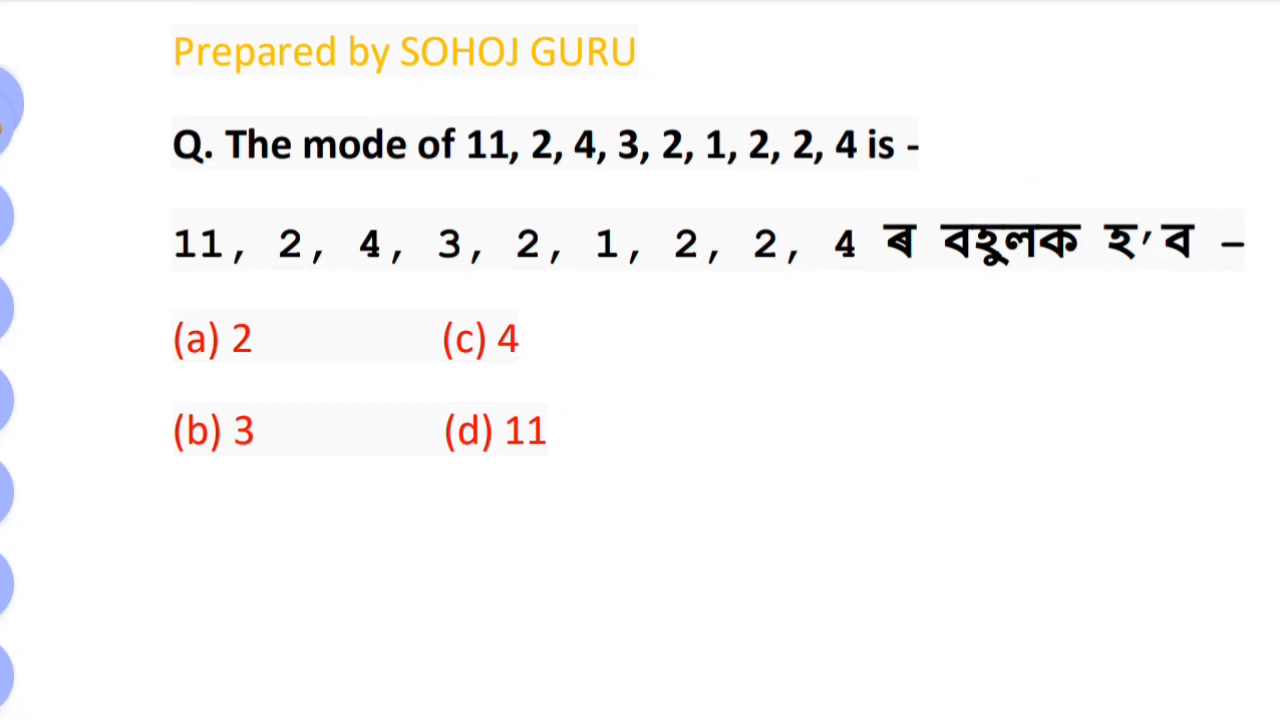 Prepared by SOHOJ GURU
Q. The mode of 11, 2, 4, 3, 2, 1, 2, 2, 4 is -
11, 2, 4, 3, 2, 1, 2, 2, 4 ৰ বহুলক হ’ব –
(a) 2 (c) 4
(b) 3 (d) 11